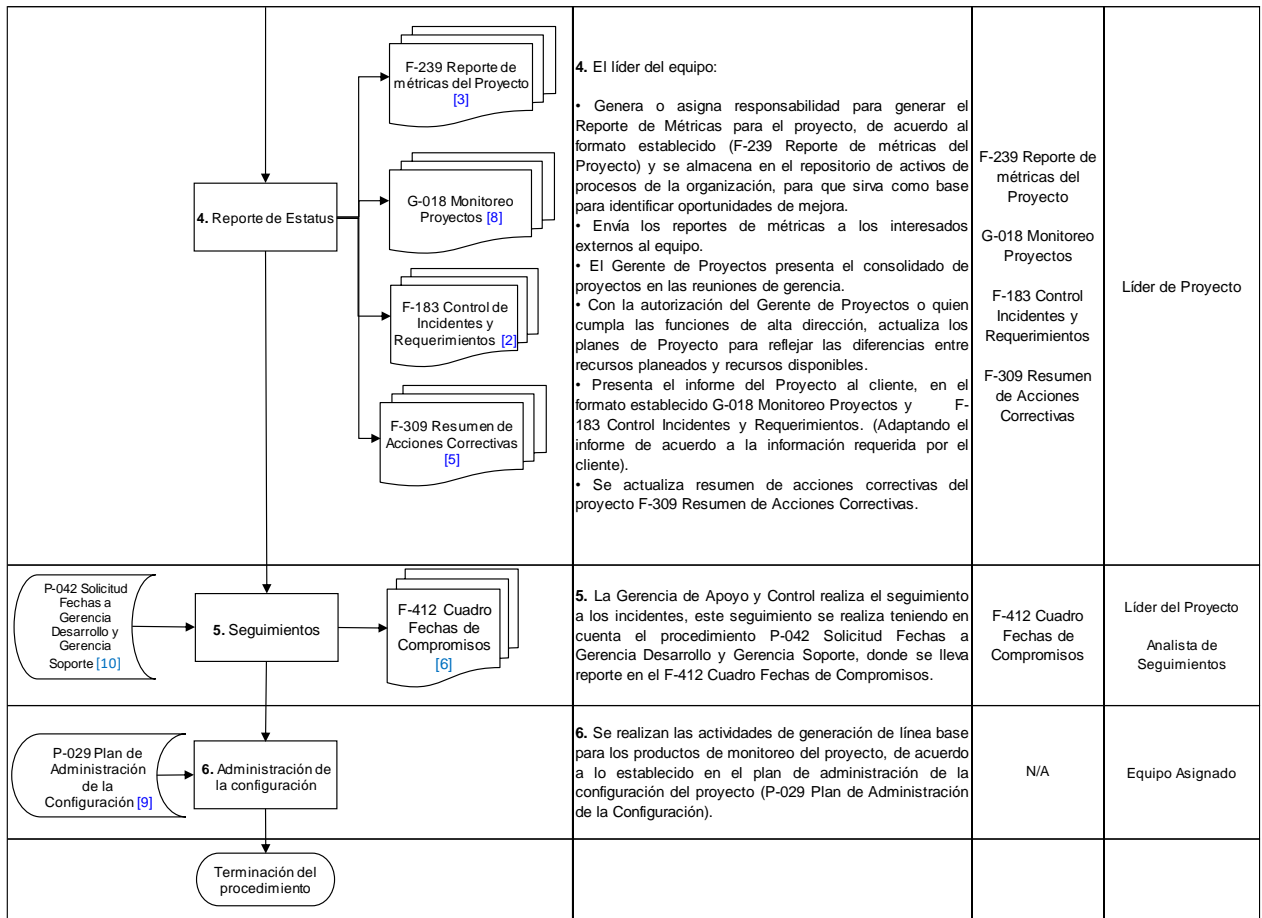 F-239 Reporte de
métricas del Proyecto
[3]
G-018 Monitoreo
Proyectos [8]
4. Reporte de Estatus
F-183 Control de
Incidentes y
Requerimientos [2]
F-309 Resumen de
Acciones Correctivas
[5]
4. El líder del equipo:
• Genera o asigna responsabilidad para generar el
Reporte de Métricas para el proyecto, de acuerdo al
formato establecido (F-239 Reporte de métricas del
Proyecto) y se almacena en el repositorio de activos de
procesos de la organización, para que sirva como base
para identificar oportunidades de mejora.
• Envía los reportes de métricas a los interesados
externos al equipo.
• El Gerente de Proyectos presenta el consolidado de
proyectos en las reuniones de gerencia.
• Con la autorización del Gerente de Proyectos o quien
cumpla las funciones de alta dirección, actualiza los
planes de Proyecto para reflejar las diferencias entre
recursos planeados y recursos disponibles.
• Presenta el informe del Proyecto al cliente, en el
formato establecido G-018 Monitoreo Proyectos y F-
183 Control Incidentes y Requerimientos. (Adaptando el
informe de acuerdo a la información requerida por el
cliente).
• Se actualiza resumen de acciones correctivas del
proyecto F-309 Resumen de Acciones Correctivas.
F-239 Reporte de
métricas del
Proyecto
G-018 Monitoreo
Proyectos
F-183 Control
Incidentes y
Requerimientos
F-309 Resumen
de Acciones
Correctivas
Líder de Proyecto
P-042 Solicitud
Fechas a
Gerencia
Desarrollo y
Gerencia
Soporte [10]
5. Seguimientos
F-412 Cuadro
Fechas de
Compromisos
[6]
5. La Gerencia de Apoyo y Control realiza el seguimiento
a los incidentes, este seguimiento se realiza teniendo en
cuenta el procedimiento P-042 Solicitud Fechas a
Gerencia Desarrollo y Gerencia Soporte, donde se lleva
reporte en el F-412 Cuadro Fechas de Compromisos.
F-412 Cuadro
Fechas de
Compromisos
Líder del Proyecto
Analista de
Seguimientos
P-029 Plan de
Administración
de la
Configuración [9]
6. Administración de
la configuración
6. Se realizan las actividades de generación de línea base
para los productos de monitoreo del proyecto, de acuerdo
a lo establecido en el plan de administración de la
configuración del proyecto (P-029 Plan de Administración
de la Configuración).
N/A
Equipo Asignado
Terminación del
procedimiento